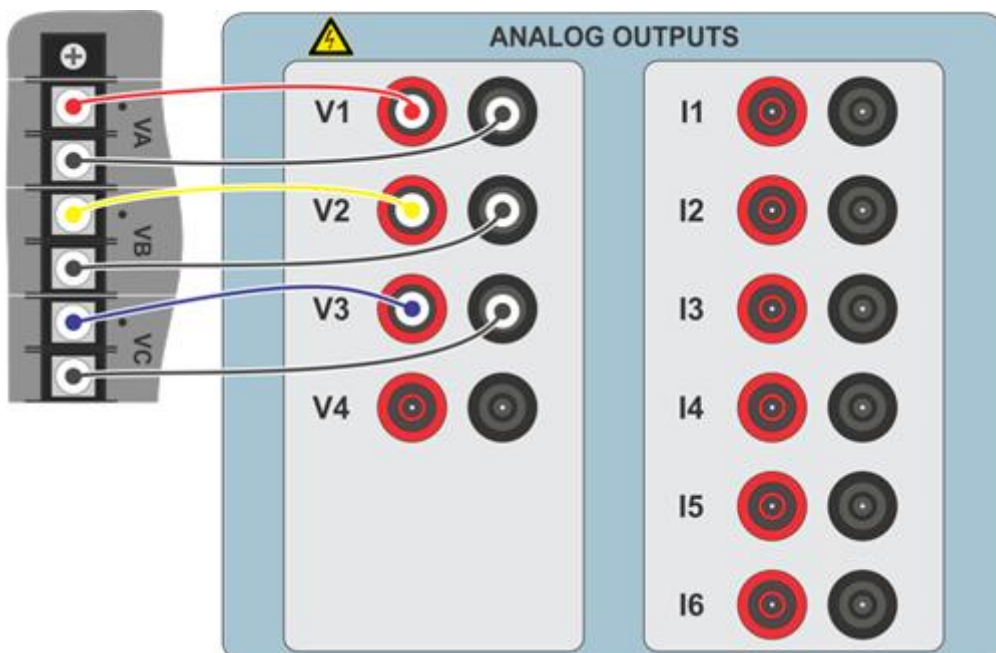 ANALOG OUTPUTS
VA
VB
VC
V1
V2
V3
V4
I1
I2
I3
I4
I5
I6